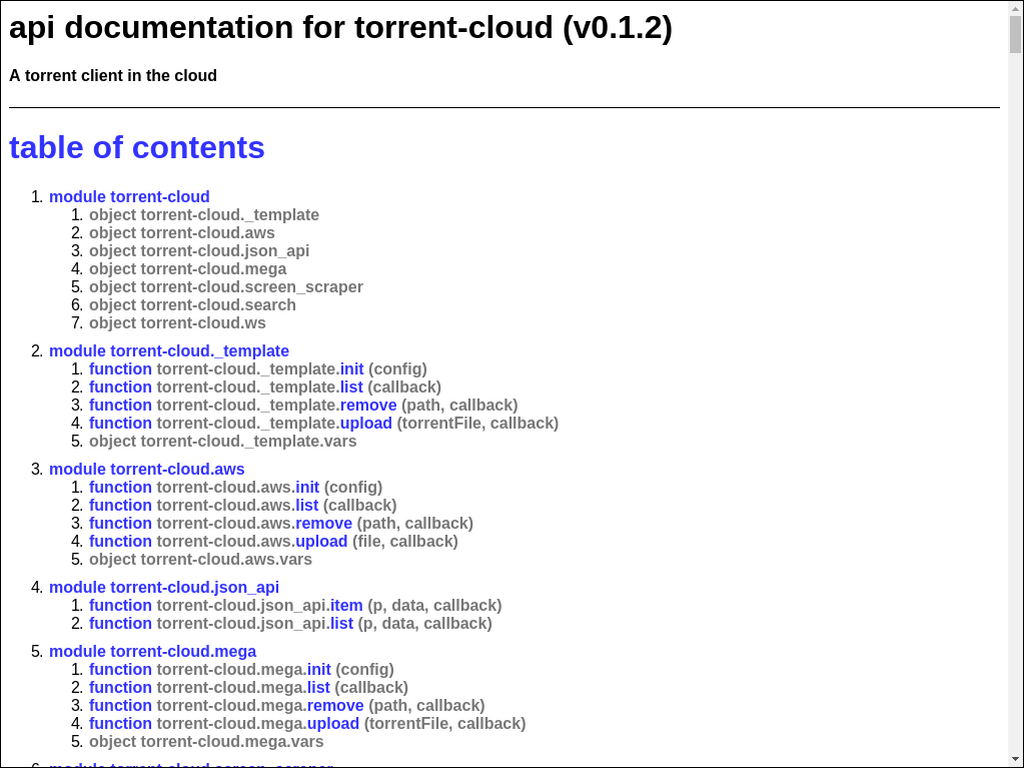 api documentation for torrent-cloud (v0.1.2)
A torrent client in the cloud
table of contents
1. module torrent-cloud
1. object torrent-cloud._template
2. object torrent-cloud.aws
3. object torrent-cloud.json_api
4. object torrent-cloud.mega
5. object torrent-cloud.screen_scraper
6. object torrent-cloud.search
7. object torrent-cloud.ws
2. module torrent-cloud._template
1. function torrent-cloud._template.init (config)
2. function torrent-cloud._template.list (callback)
3. function torrent-cloud._template.remove (path, callback)
4. function torrent-cloud._template.upload (torrentFile, callback)
5. object torrent-cloud._template.vars
3. module torrent-cloud.aws
1. function torrent-cloud.aws.init (config)
2. function torrent-cloud.aws.list (callback)
3. function torrent-cloud.aws.remove (path, callback)
4. function torrent-cloud.aws.upload (file, callback)
5. object torrent-cloud.aws.vars
4. module torrent-cloud.json_api
1. function torrent-cloud.json_api.item (p, data, callback)
2. function torrent-cloud.json_api.list (p, data, callback)
5. module torrent-cloud.mega
1. function torrent-cloud.mega.init (config)
2. function torrent-cloud.mega.list (callback)
3. function torrent-cloud.mega.remove (path, callback)
4. function torrent-cloud.mega.upload (torrentFile, callback)
5. object torrent-cloud.mega.vars
6. module torrent-cloud.screen_scraper